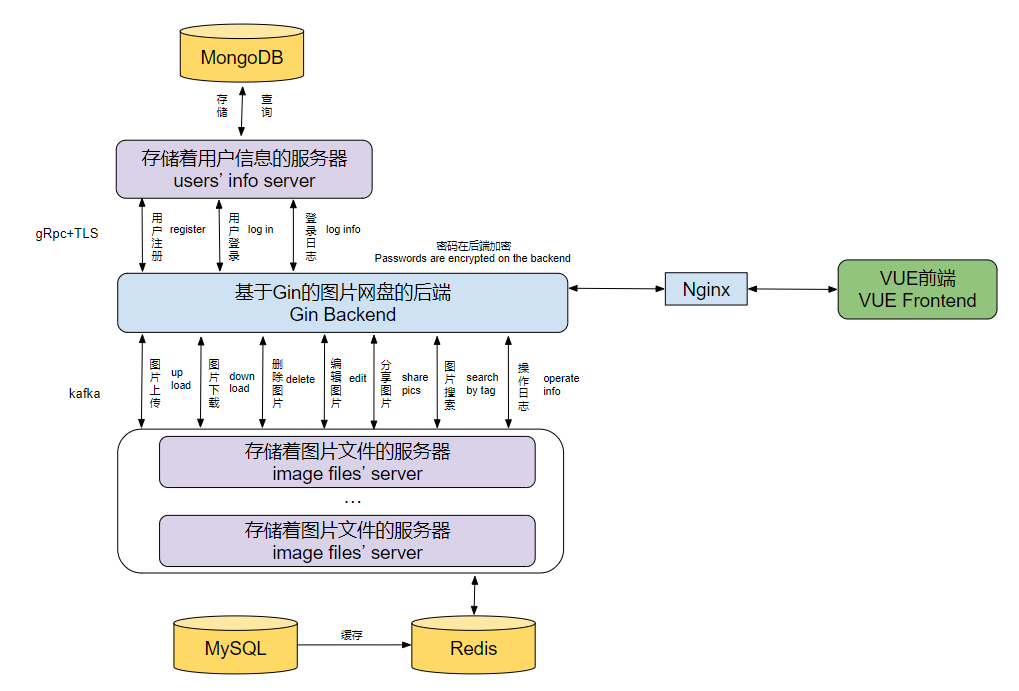 MongoDB
存储
查询
存储着用户信息的服务器
users’ info server
gRpc+TLS
用户注册
register
用户登录
log in
登录日志
log info
密码在后端加密
Passwords are encrypted on the backend
基于Gin的图片网盘的后端
Gin Backend
Nginx
VUE前端
VUE Frontend
kafka
图片上传
up
load
图片下载
down
load
删除图片
delete
编辑图片
edit
分享图片
share
pics
图片搜索
search
by tag
操作日志
operate
info
存储着图片文件的服务器
image files’ server
...
存储着图片文件的服务器
image files’ server
MySQL
缓存
Redis